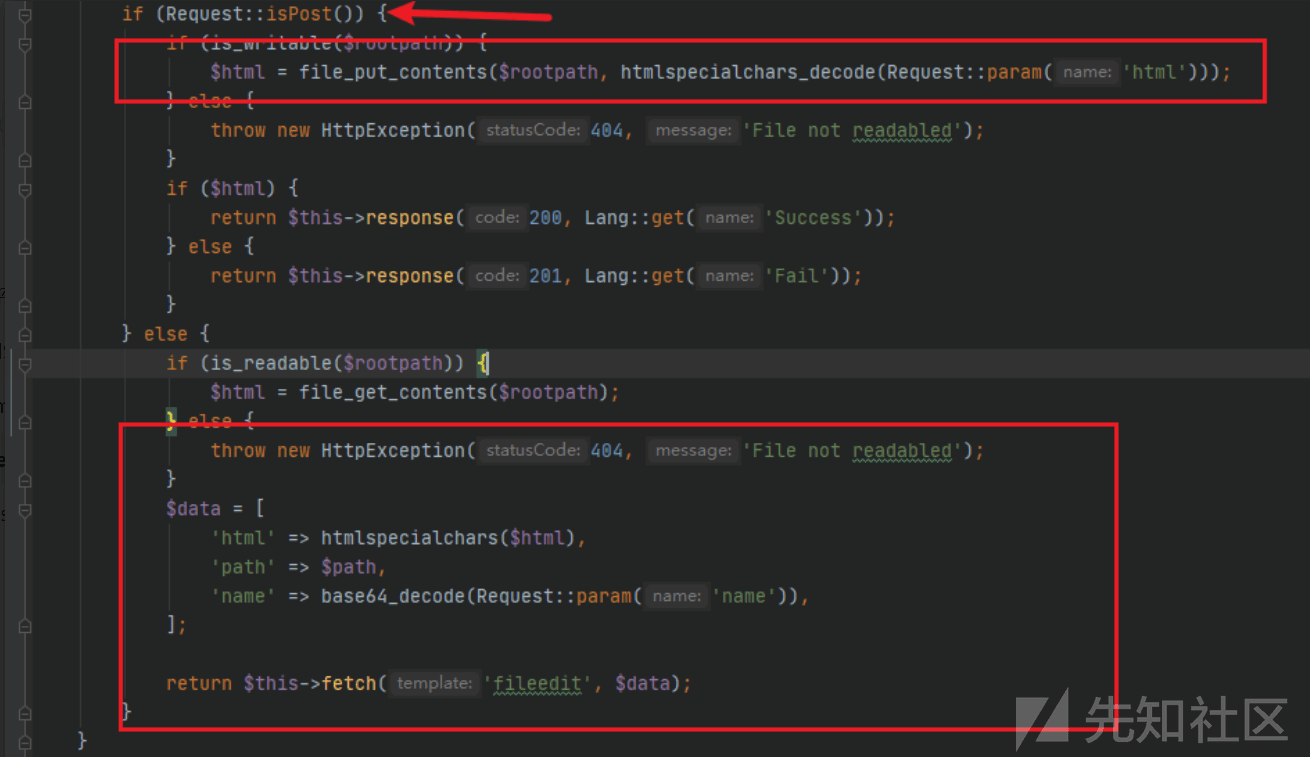 if (Request::isPost()) {
if (is_writable($rootpath)) {
$html = file_put_contents($rootpath, htmlspecialchars_decode(Request::param( name: 'html')));
} else {
throw new HttpException( statusCode: 404, message: 'File not readabled');
}
if ($html) {
return $this->response( code: 200, Lang::get( name: 'Success'));
} else {
return $this->response( code: 201, Lang::get( name: 'Fail'));
}
} else {
if (is_readable($rootpath)) {
$html = file_get_contents($rootpath);
} else {
throw new HttpException( statusCode: 404, message: 'File not readabled');
}
$data = [
'html' => htmlspecialchars($html),
'path' => $path,
'name' => base64_decode(Request::param( name: 'name')),
];
return $this->fetch( template: 'fileedit', $data);
}
}
先知社区